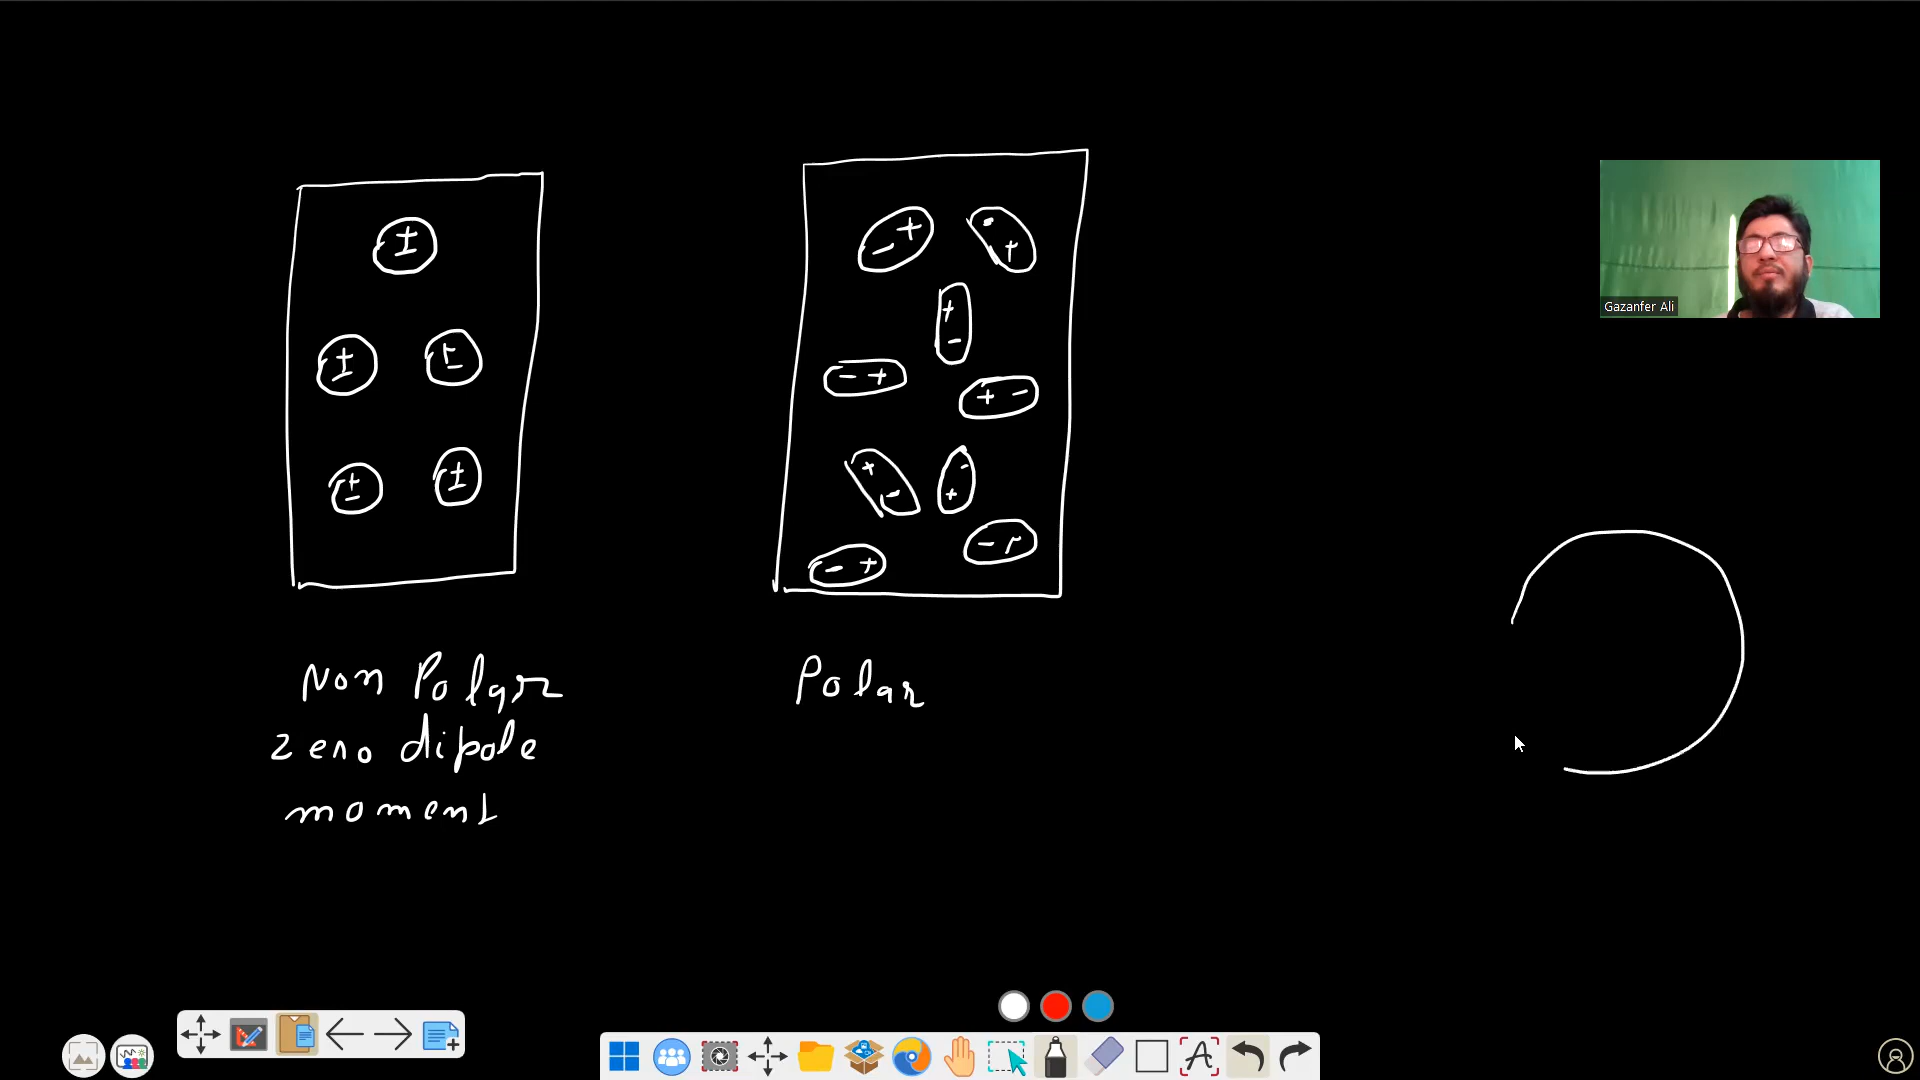 ±
± ±
± ±
- + - +
+
-
- + + -
+ -
- +
- +
- +
Non Polar
zero dipole
moment
Polar
Gazanfer Ali